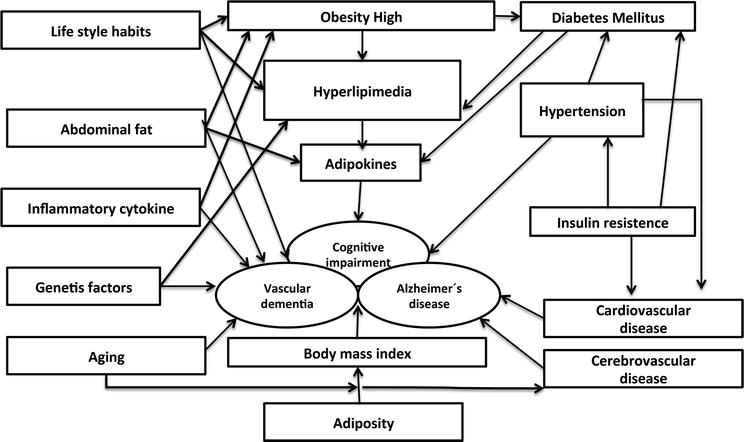 Life style habits
Obesity High
Diabetes Mellitus
Hyperlipimedia
Hypertension
Abdominal fat
Adipokines
Inflammatory cytokine
Insulin resistence
Cognitive
impairment
Genetis factors
Vascular
dementia
Alzheimer´s
disease
Cardiovascular
disease
Aging
Body mass index
Cerebrovascular
disease
Adiposity